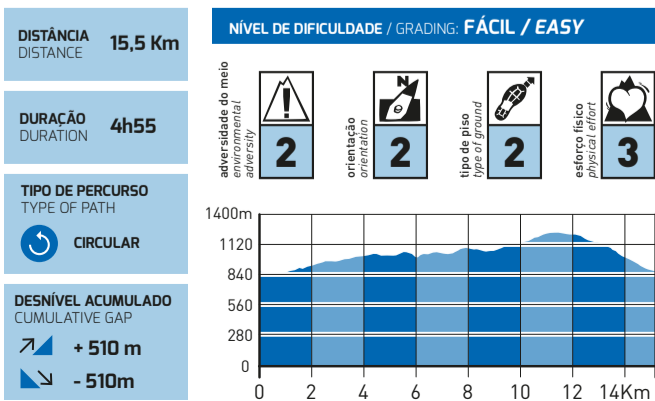 DISTÂNCIA
DISTANCE
15,5 Km
DURAÇÃO
DURATION
4h55
TIPO DE PERCURSO
TYPE OF PATH
CIRCULAR
DESNÍVEL ACUMULADO
CUMULATIVE GAP
+ 510 m
- 510m
NÍVEL DE DIFICULDADE / GRADING: FÁCIL / EASY
adversidade do meio
environmental
adversity
2
orientação
orientation
N
2
tipo de piso
type of ground
2
esforço físico
physical effort
3
1400m
1120
840
560
280
0
0 2 4 6 8 10 12 14Km